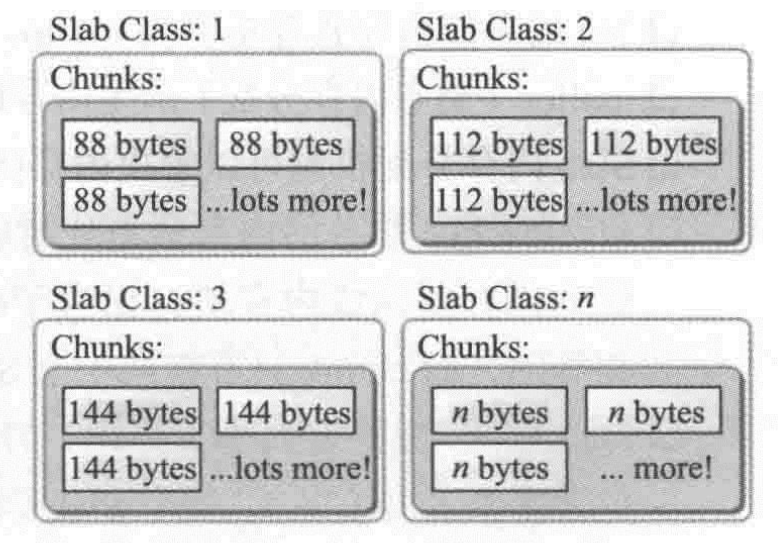 Slab Class: 1
Chunks:
88 bytes 88 bytes
88 bytes ...lots more!
Slab Class: 2
Chunks:
112 bytes 112 bytes
112 bytes ...lots more!
Slab Class: 3
Chunks:
144 bytes 144 bytes
144 bytes ...lots more!
Slab Class: n
Chunks:
n bytes n bytes
n bytes ... more!